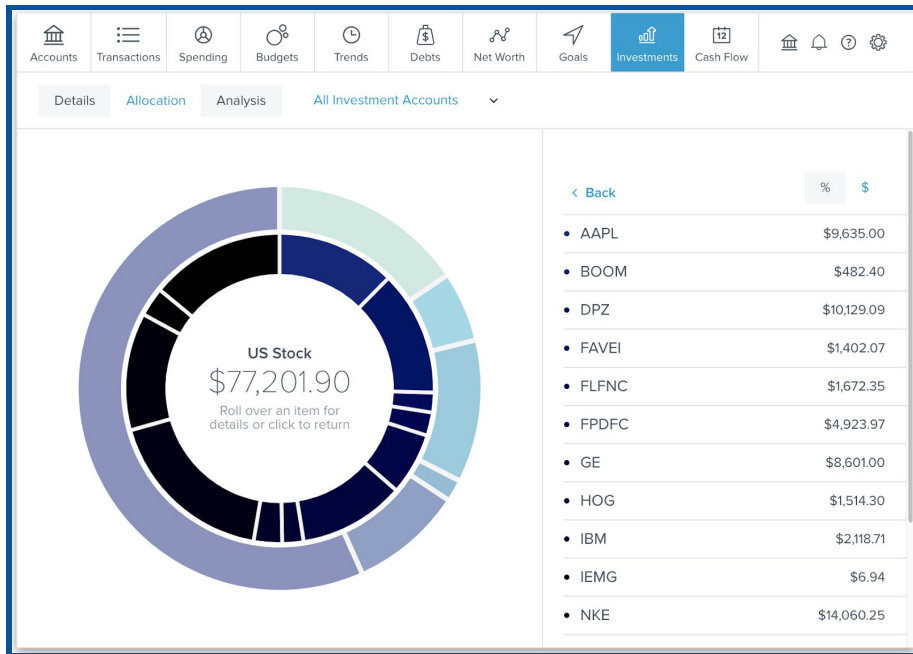 Accounts
Transactions
Spending
Budgets
Trends
Debts
Net Worth
Goals
Investments
12
Cash Flow
?
Details
Allocation
Analysis
All Investment Accounts
US Stock
$77,201.90
Roll over an item for
details or click to return
< Back
% $
AAPL $9,635.00
BOOM $482.40
DPZ $10,129.09
FAVEI $1,402.07
FLFNC $1,672.35
FPDFC $4,923.97
GE $8,601.00
HOG $1,514.30
IBM $2,118.71
IEMG $6.94
NKE $14,060.25